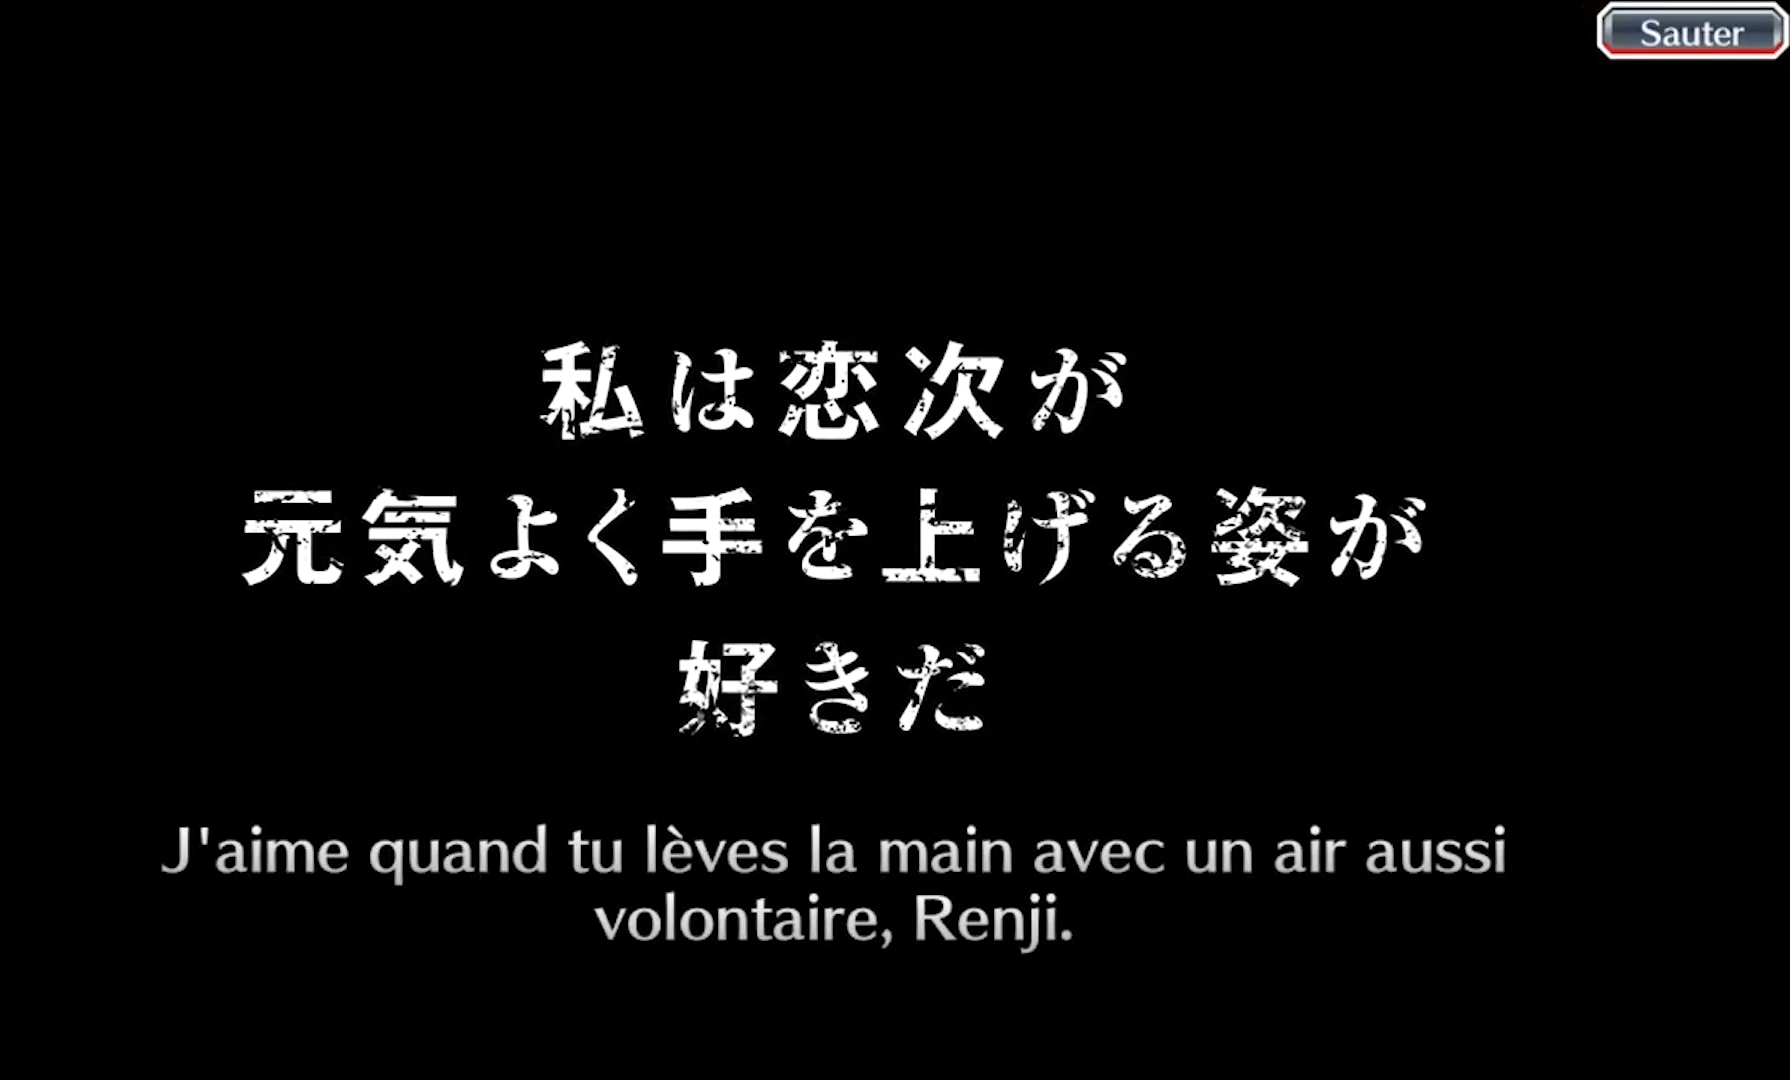 Sauter
私は恋次が
元気よく手を上げる姿が
好きだ
J'aime quand tu lèves la main avec un air aussi
volontaire, Renji.